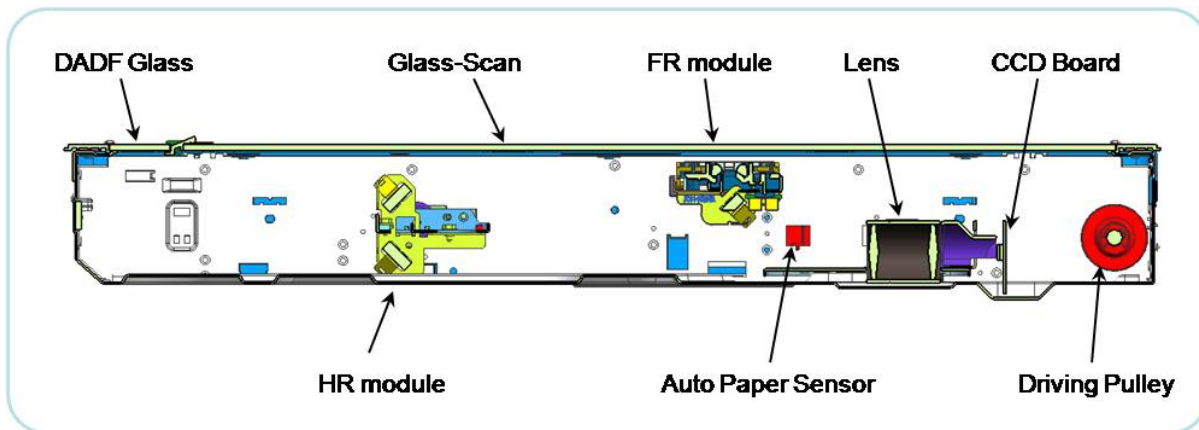 DADF Glass
Glass-Scan
FR module
Lens
CCD Board
HR module
Auto Paper Sensor
Driving Pulley